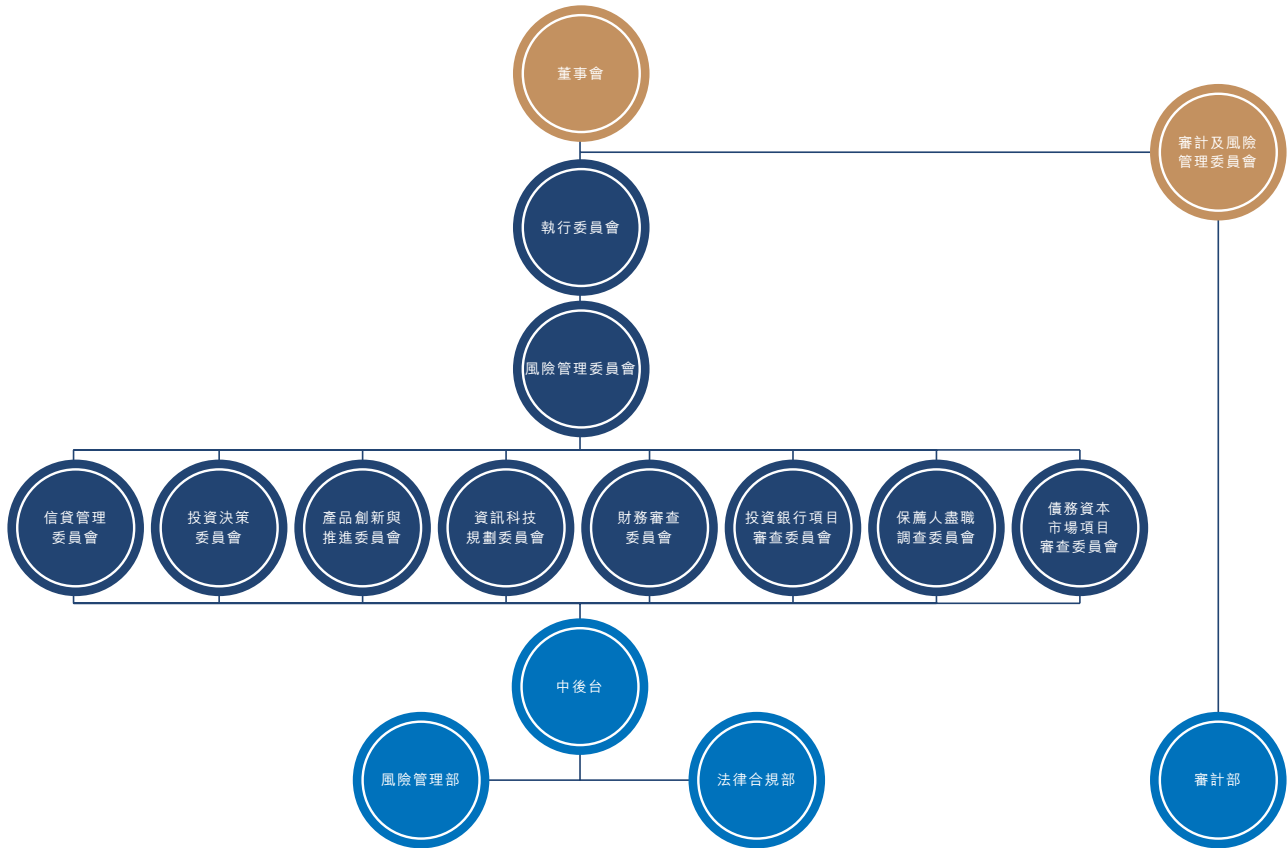 董事會
審計及風險
管理委員會
執行委員會
風險管理委員會
信貸管理
委員會
投資決策
委員會
產品創新與
推進委員會
資訊科技
規劃委員會
財務審查
委員會
投資銀行項目
審查委員會
保薦人盡職
調查委員會
債務資本
市場項目
審查委員會
中後台
風險管理部
法律合規部
審計部